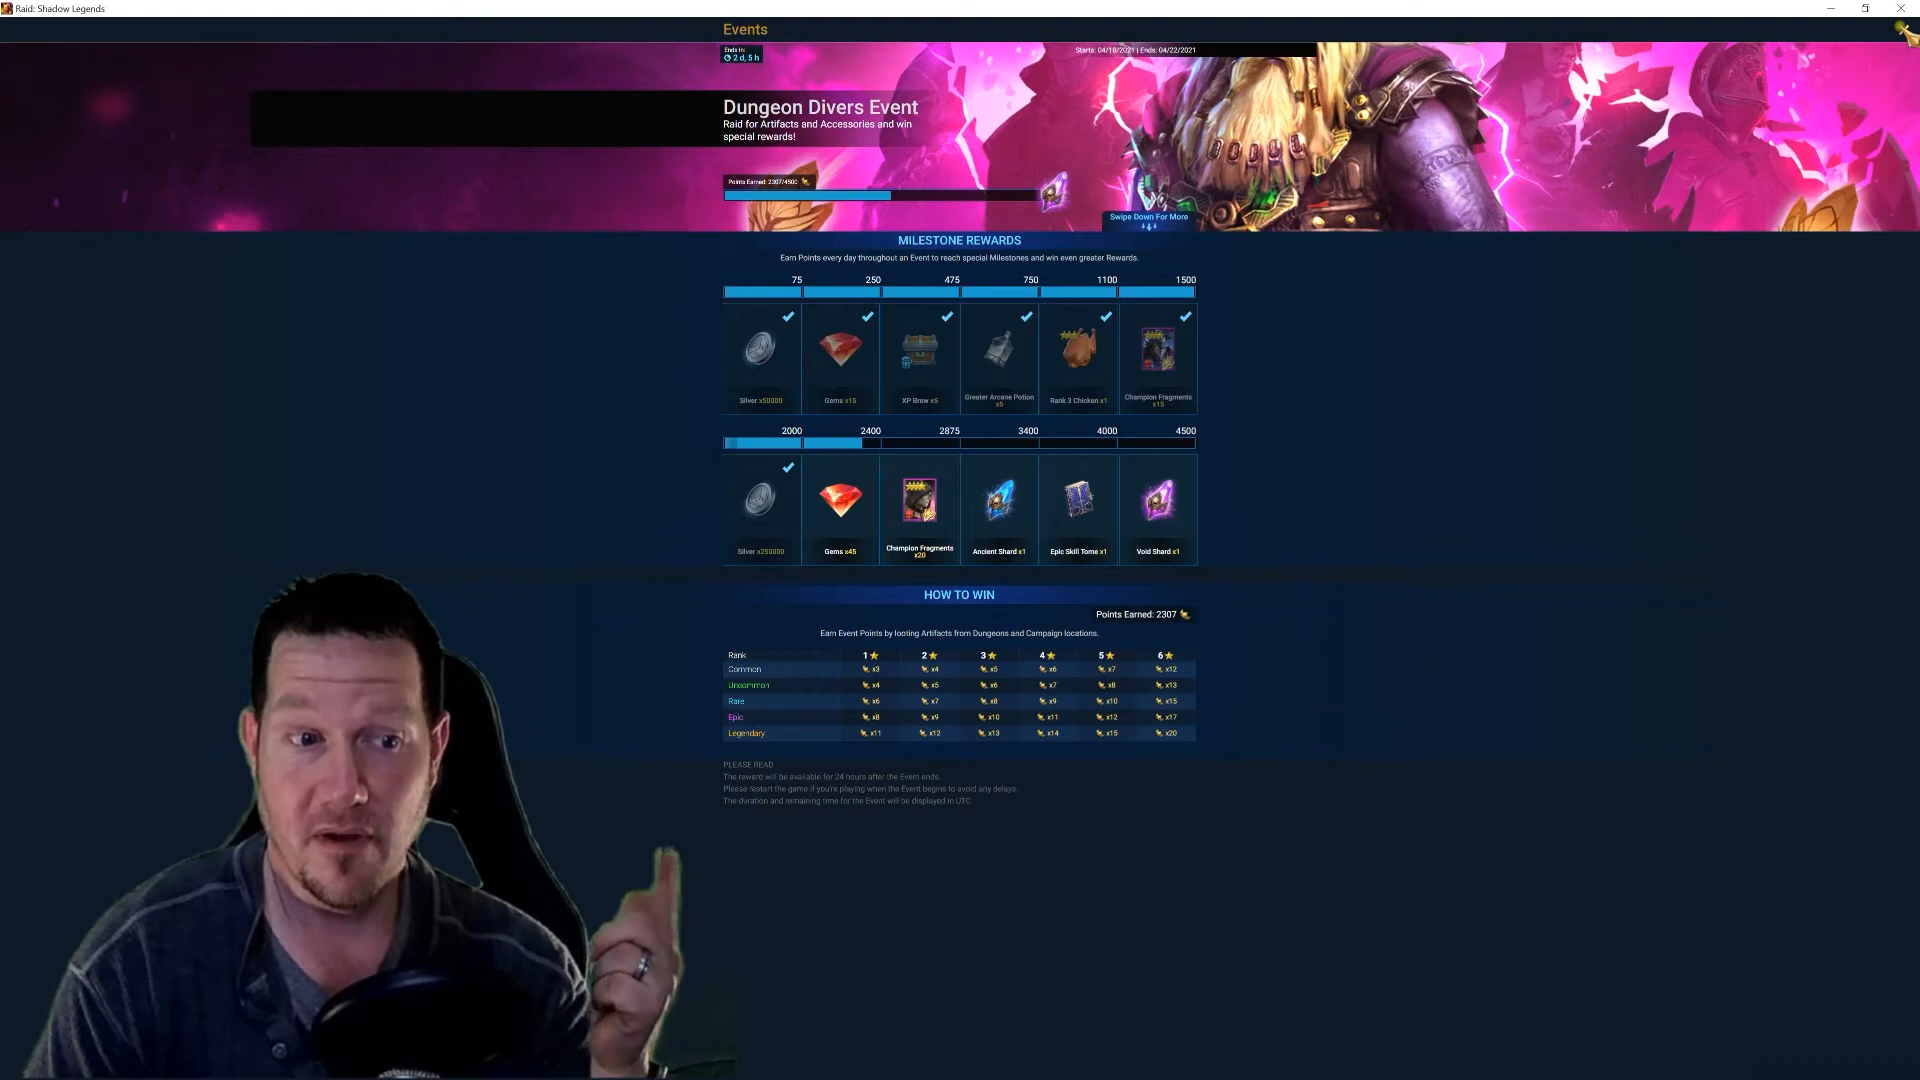 Raid: Shadow Legends
Events
Ends in:
2 d, 5 h
Starts: 04/18/2021 | Ends: 04/22/2021
Dungeon Divers Event
Raid for Artifacts and Accessories and win
special rewards!
Points Earned: 2307/4500
Swipe Down For More
MILESTONE REWARDS
Earn Points every day throughout an Event to reach special Milestones and win even greater Rewards.
75 250 475 750 1100 1500
Silver x50000 Gems x15 XP Brew x5 Greater Arcane Potion x5 Rank 3 Chicken x1 Champion Fragments x15
2000 2400 2875 3400 4000 4500
Silver x250000 Gems x45 Champion Fragments x20 Ancient Shard x1 Epic Skill Tome x1 Void Shard x1
HOW TO WIN
Points Earned: 2307
Earn Event Points by looting Artifacts from Dungeons and Campaign locations.
Rank 1 2 3 4 5 6
Common x3 x4 x5 x6 x7 x12
Uncommon x4 x5 x6 x7 x8 x13
Rare x6 x7 x8 x9 x10 x15
Epic x8 x9 x10 x11 x12 x17
Legendary x11 x12 x13 x14 x15 x20
PLEASE READ
The reward will be available for 24 hours after the Event ends.
Please restart the game if you're playing when the Event begins to avoid any delays.
The duration and remaining time for the Event will be displayed in UTC.